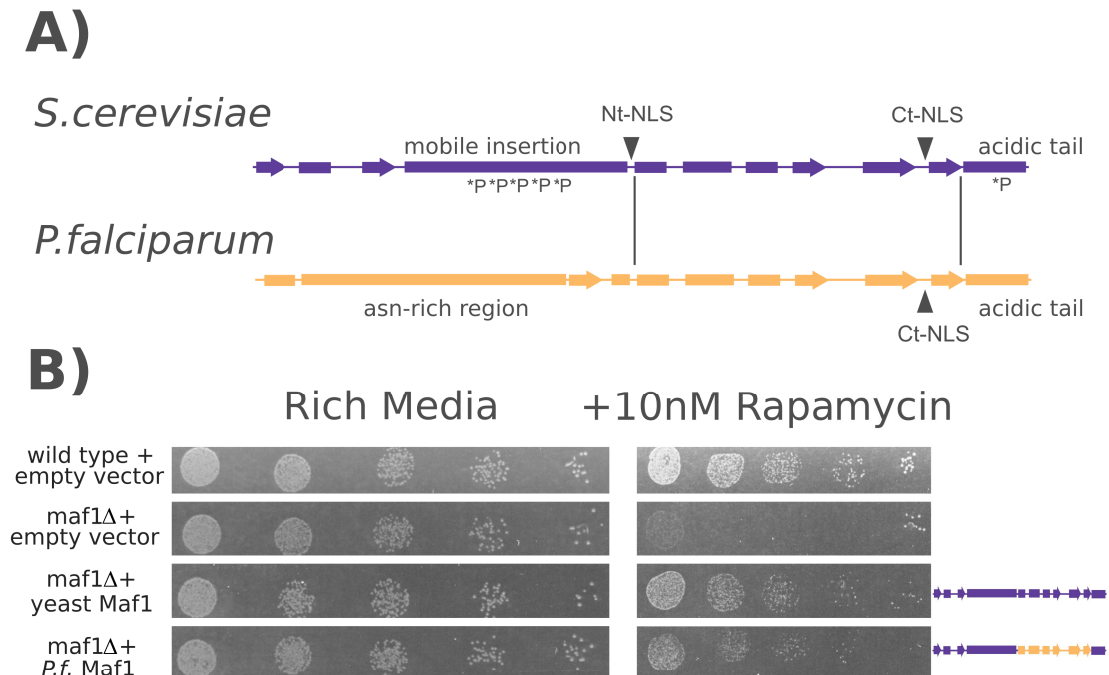 A)
S.cerevisiae
Nt-NLS
Ct-NLS
mobile insertion
acidic tail
*P*P*P*P*P
*P
P.falciparum
asn-rich region
acidic tail
Ct-NLS
B)
Rich Media
+10nM Rapamycin
wild type +
empty vector
maf1Δ+
empty vector
maf1Δ+
yeast Maf1
maf1Δ+
P.f. Maf1